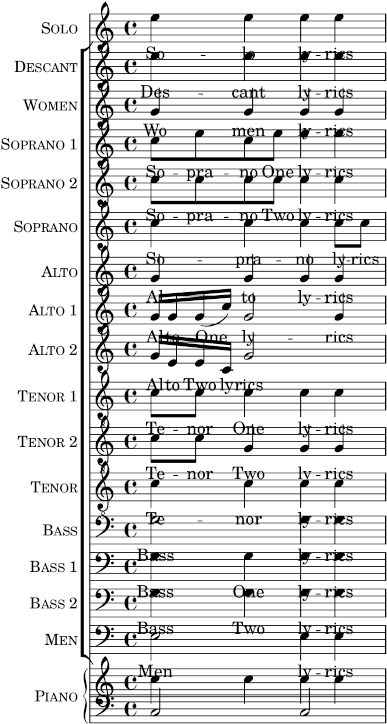 SOLO
So - lo ly - rics
DESCANT
Des - cant ly - rics
WOMEN
Wo men ly - rics
SOPRANO 1
So - pra - no One ly - rics
SOPRANO 2
So - pra - no Two ly - rics
SOPRANO
So - pra - no ly - rics
ALTO
Al - to ly - rics
ALTO 1
Alto One ly - rics
ALTO 2
Alto Two lyrics
TENOR 1
Te - nor One ly - rics
TENOR 2
Te - nor Two ly - rics
TENOR
Te - nor ly - rics
BASS
Bass ly - rics
BASS 1
Bass One ly - rics
BASS 2
Bass Two ly - rics
MEN
Men ly - rics
PIANO